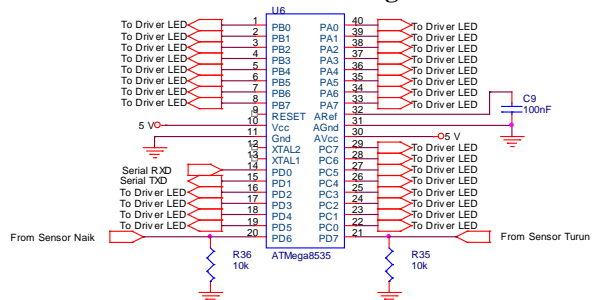 U6
To Driver LED 1 PB0 PA0 40 To Driver LED
To Driver LED 2 PB1 PA1 39 To Driver LED
To Driver LED 3 PB2 PA2 38 To Driver LED
To Driver LED 4 PB3 PA3 37 To Driver LED
To Driver LED 5 PB4 PA4 36 To Driver LED
To Driver LED 6 PB5 PA5 35 To Driver LED
To Driver LED 7 PB6 PA6 34 To Driver LED
To Driver LED 8 PB7 PA7 33 To Driver LED
9 RESET ARef 32
C9
100nF
5 V 10 Vcc AGnd 31
11 Gnd AVcc 30 5 V
12 XTAL2 PC7 29 To Driver LED
13 XTAL1 PC6 28 To Driver LED
Serial RXD 14 PD0 PC5 27 To Driver LED
Serial TXD 15 PD1 PC4 26 To Driver LED
To Driver LED 16 PD2 PC3 25 To Driver LED
To Driver LED 17 PD3 PC2 24 To Driver LED
To Driver LED 18 PD4 PC1 23 To Driver LED
To Driver LED 19 PD5 PC0 22 To Driver LED
From Sensor Naik 20 PD6 PD7 21 From Sensor Turun
R36
10k
ATMega8535
R35
10k